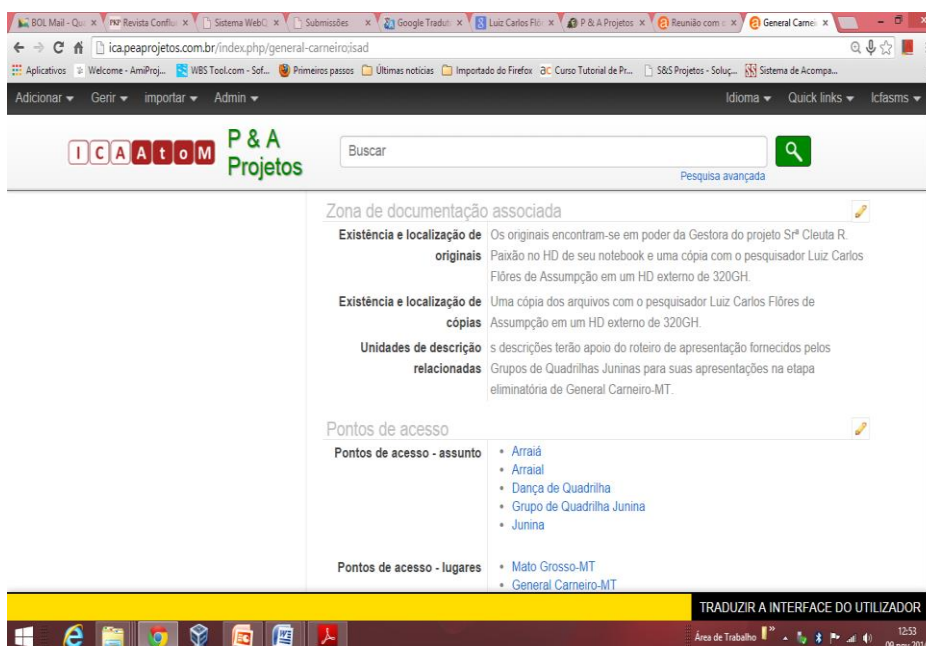 BOL Mail - Qu
Revista Conflu
Sistema WebC
Submissões
Google Tradut
Luiz Carlos Flô
P & A Projetos
Reunião com
General Carnei
ica.peaprojetos.com.br/index.php/general-carneiro;isad
Aplicativos
Welcome - AmiProj...
WBS Tool.com - Sof...
Primeiros passos
Últimas notícias
Importado do Firefox
Curso Tutorial de Pr...
S&S Projetos - Soluç...
Sistema de Acompa...
Adicionar Gerir importar Admin Idioma Quick links lcfasms
ICAAtoM
P & A
Projetos
Buscar
Pesquisa avançada
Zona de documentação associada
Existência e localização de Os originais encontram-se em poder da Gestora do projeto Srª Cleuta R.
originais Paixão no HD de seu notebook e uma cópia com o pesquisador Luiz Carlos
Flôres de Assumpção em um HD externo de 320GH.
Existência e localização de Uma cópia dos arquivos com o pesquisador Luiz Carlos Flôres de
cópias Assumpção em um HD externo de 320GH.
Unidades de descrição s descrições terão apoio do roteiro de apresentação fornecidos pelos
relacionadas Grupos de Quadrilhas Juninas para suas apresentações na etapa
eliminatória de General Carneiro-MT.
Pontos de acesso
Pontos de acesso - assunto
• Arraiá
• Arraial
• Dança de Quadrilha
• Grupo de Quadrilha Junina
• Junina
Pontos de acesso - lugares
• Mato Grosso-MT
• General Carneiro-MT
TRADUZIR A INTERFACE DO UTILIZADOR
Área de Trabalho
12:53